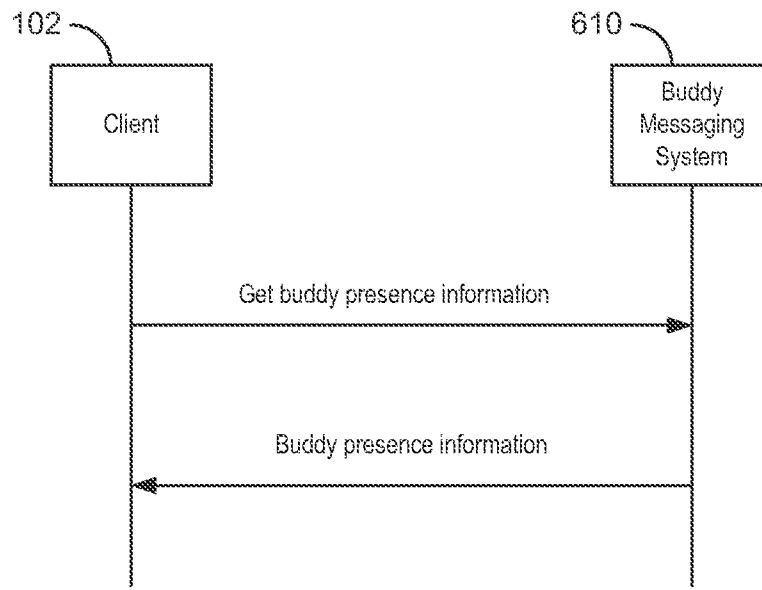 102
610
Client
Buddy
Messaging
System
Get buddy presence information
Buddy presence information